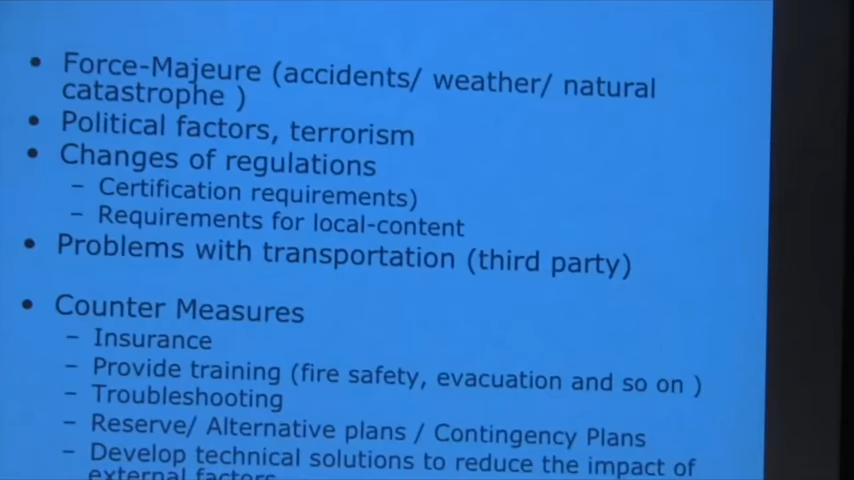 • Force-Majeure (accidents/ weather/ natural
catastrophe )
• Political factors, terrorism
• Changes of regulations
– Certification requirements)
– Requirements for local-content
• Problems with transportation (third party)
• Counter Measures
– Insurance
– Provide training (fire safety, evacuation and so on )
– Troubleshooting
– Reserve/ Alternative plans / Contingency Plans
– Develop technical solutions to reduce the impact of
external factors